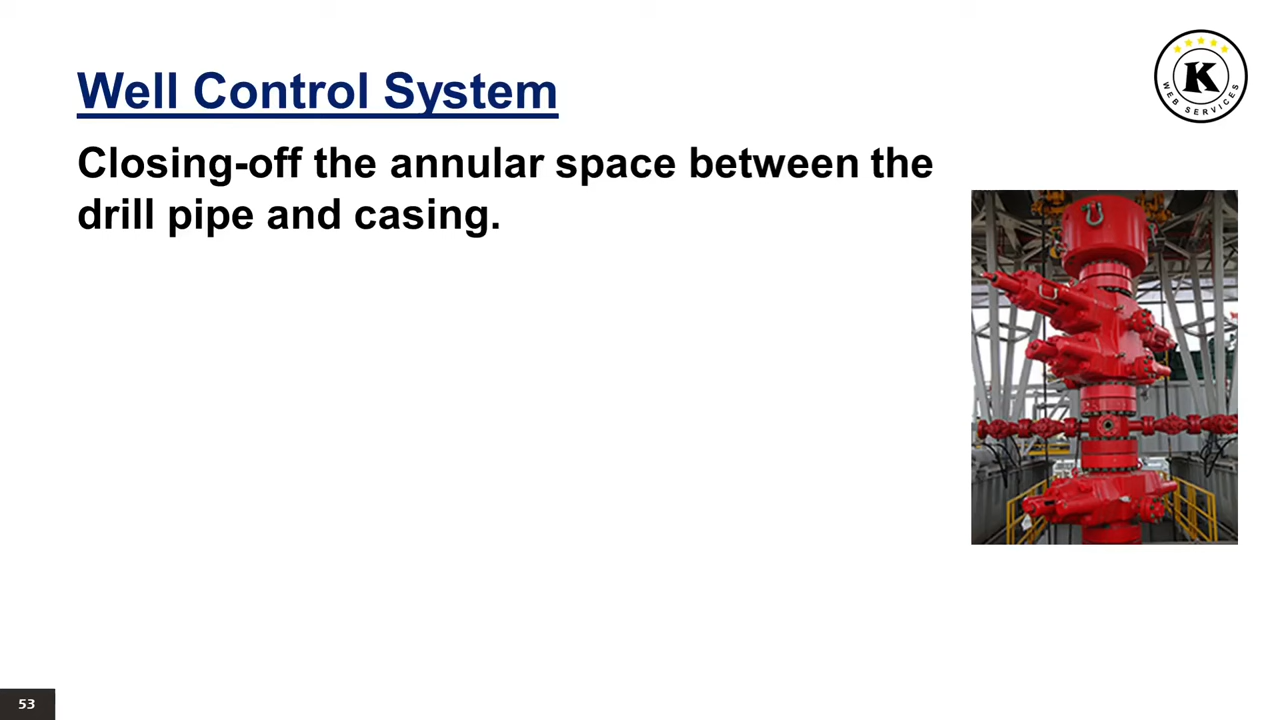 Well Control System
Closing-off the annular space between the
drill pipe and casing.
K
WEB SERVICES
53